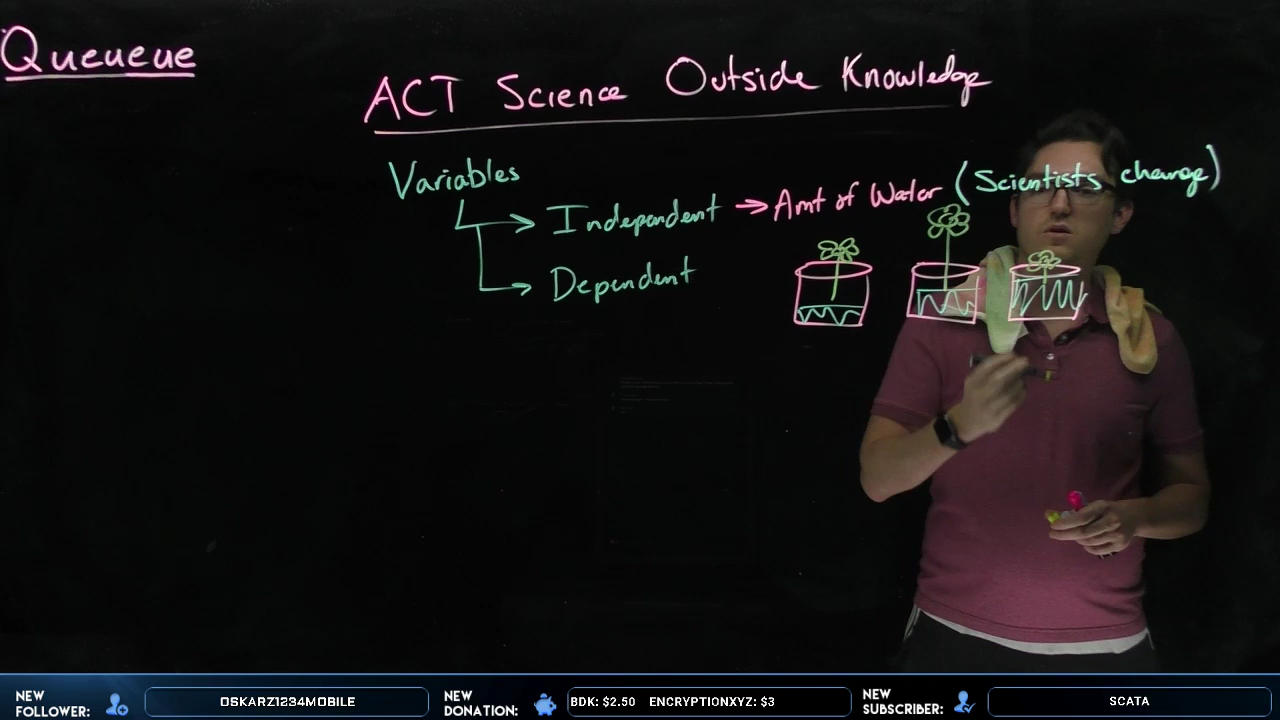 Queueue
ACT Science Outside Knowledge
Variables
Independent → Amt of Water (Scientists change)
Dependent
NEW FOLLOWER:
OSKARZ1234MOBILE
NEW DONATION:
BDK: $2.50 ENCRYPTIONXYZ: $3
NEW SUBSCRIBER:
SCATA